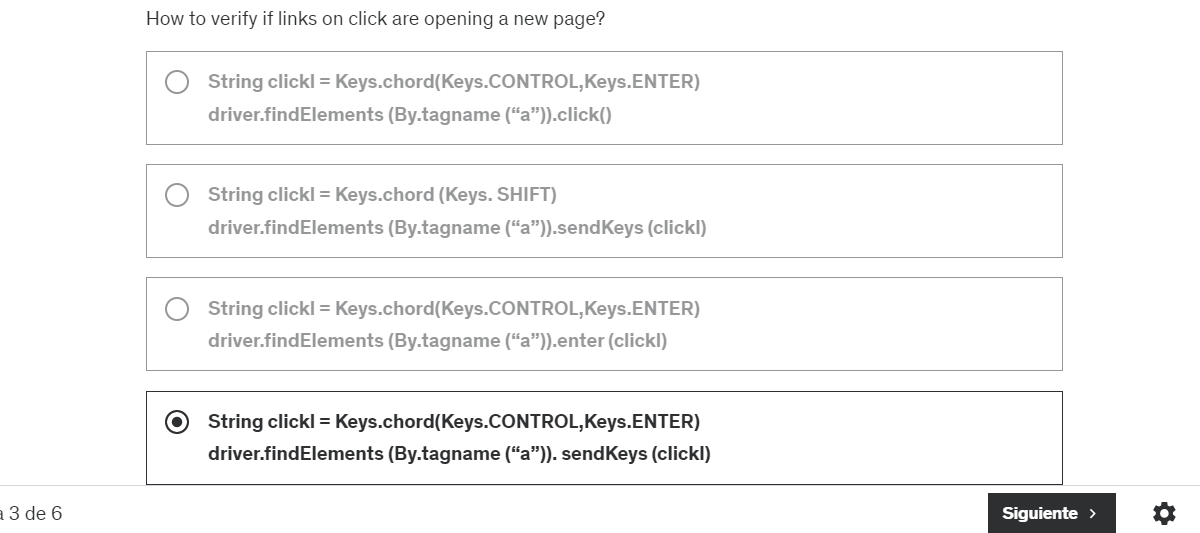 How to verify if links on click are opening a new page?
String clickl = Keys.chord(Keys.CONTROL,Keys.ENTER)
driver.findElements (By.tagname (“a”)).click()
String clickl = Keys.chord (Keys. SHIFT)
driver.findElements (By.tagname (“a”)).sendKeys (clickl)
String clickl = Keys.chord(Keys.CONTROL,Keys.ENTER)
driver.findElements (By.tagname (“a”)).enter (clickl)
String clickl = Keys.chord(Keys.CONTROL,Keys.ENTER)
driver.findElements (By.tagname (“a”)). sendKeys (clickl)
a 3 de 6
Siguiente